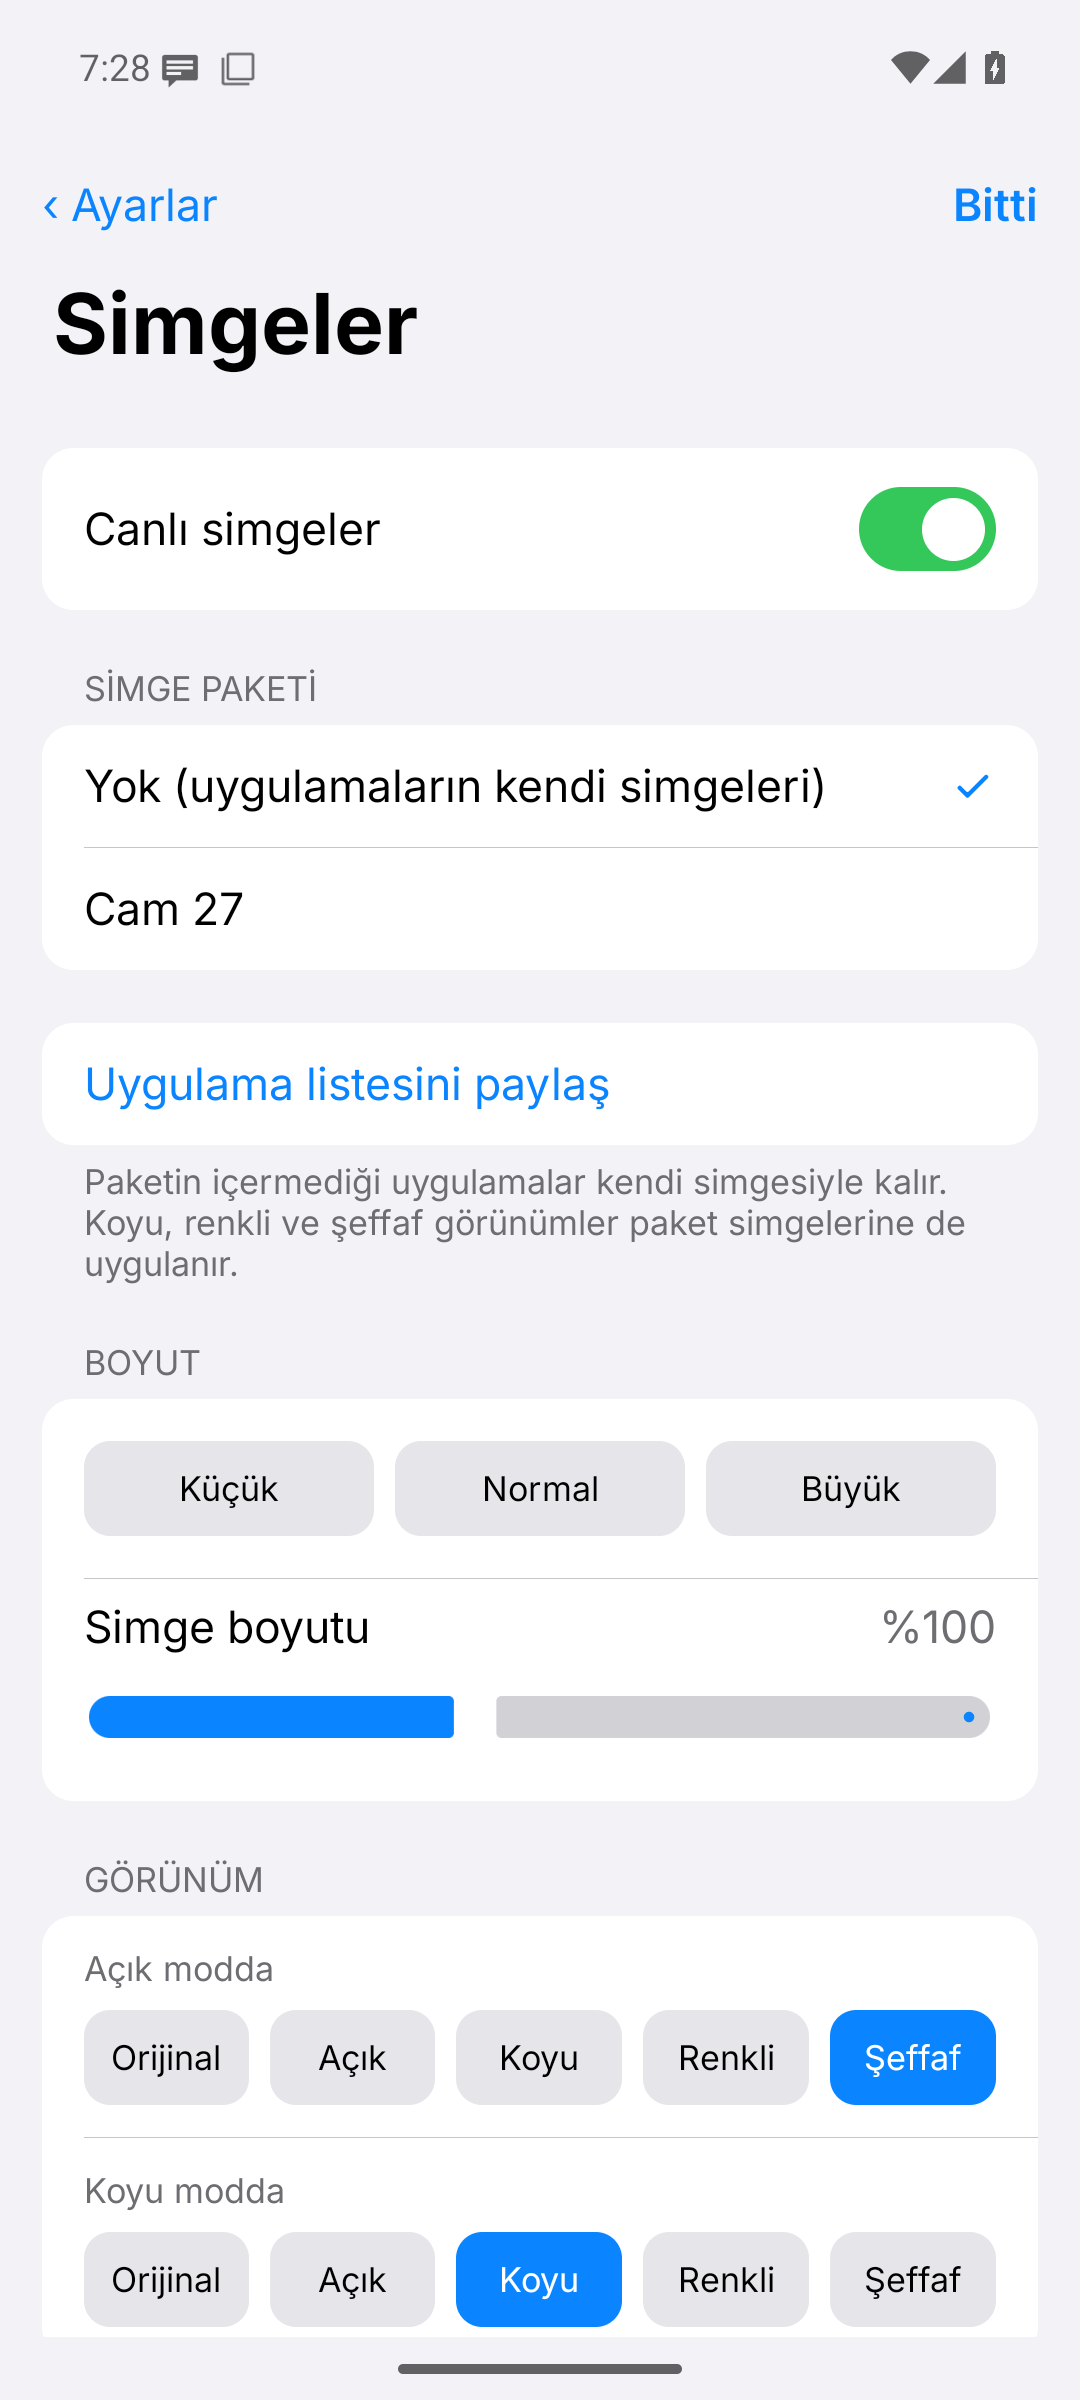 7:28
‹ Ayarlar
Bitti
Simgeler
Canlı simgeler
SİMGE PAKETİ
Yok (uygulamaların kendi simgeleri)
Cam 27
Uygulama listesini paylaş
Paketin içermediği uygulamalar kendi simgesiyle kalır.
Koyu, renkli ve şeffaf görünümler paket simgelerine de
uygulanır.
BOYUT
Küçük Normal Büyük
Simge boyutu %100
GÖRÜNÜM
Açık modda
Orijinal Açık Koyu Renkli Şeffaf
Koyu modda
Orijinal Açık Koyu Renkli Şeffaf